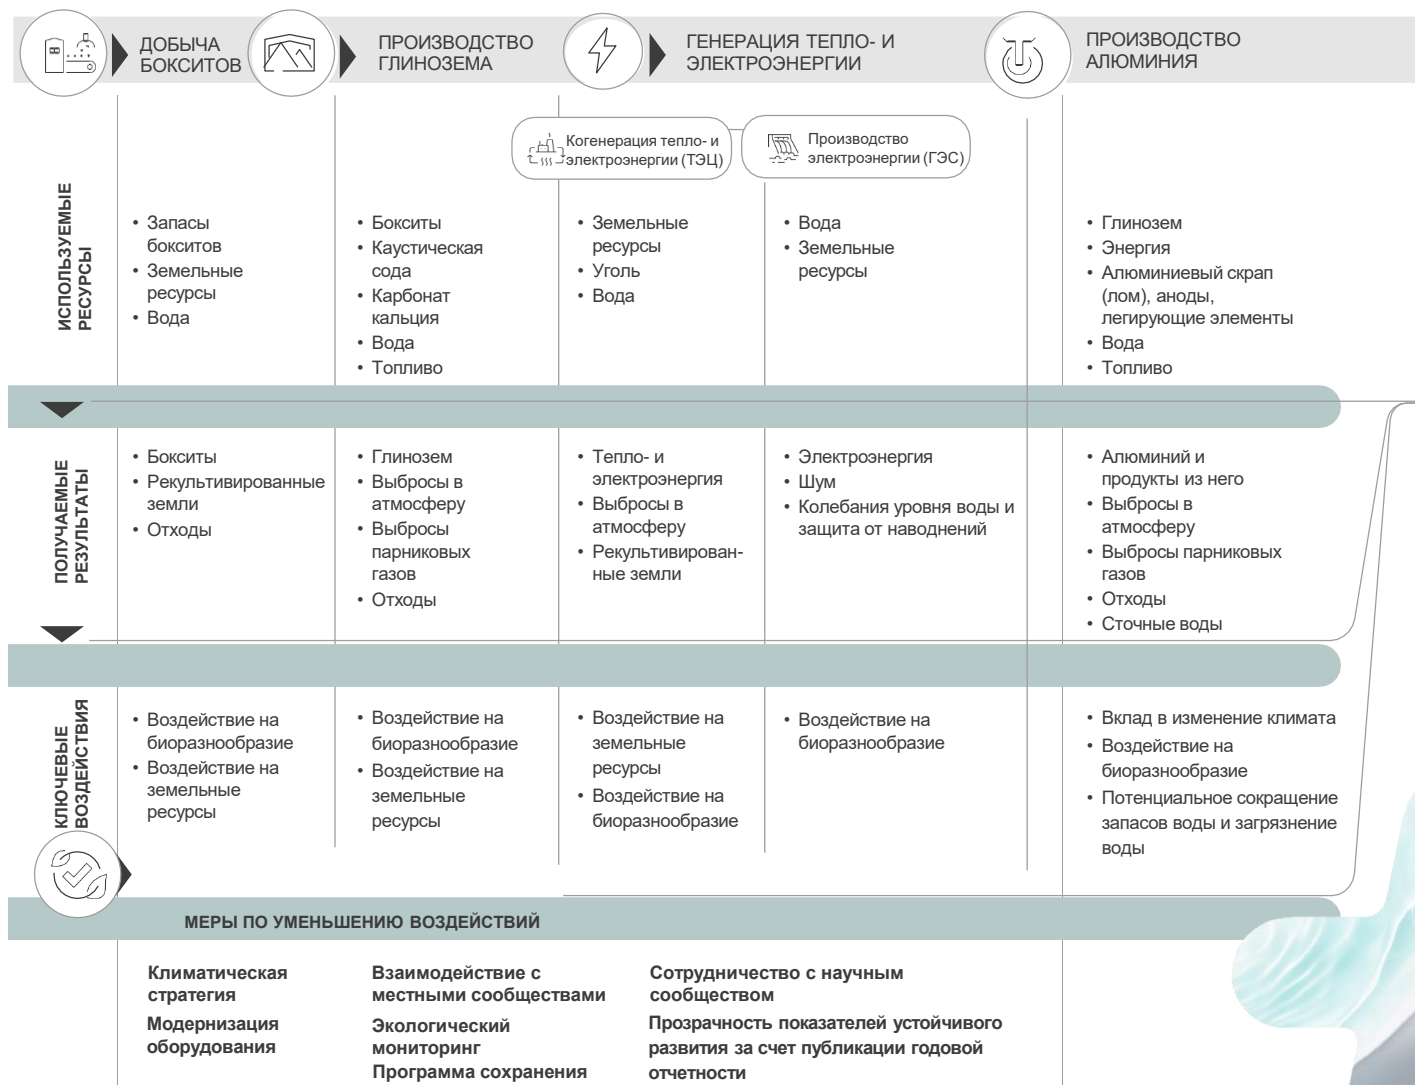 ДОБЫЧА
БОКСИТОВ
ПРОИЗВОДСТВО
ГЛИНОЗЕМА
ГЕНЕРАЦИЯ ТЕПЛО- И
ЭЛЕКТРОЭНЕРГИИ
ПРОИЗВОДСТВО
АЛЮМИНИЯ
Когенерация тепло- и
электроэнергии (ТЭЦ)
Производство
электроэнергии (ГЭС)
ИСПОЛЬЗУЕМЫЕ
РЕСУРСЫ
• Запасы
бокситов
• Земельные
ресурсы
• Вода
• Бокситы
• Каустическая
сода
• Карбонат
кальция
• Вода
• Топливо
• Земельные
ресурсы
• Уголь
• Вода
• Вода
• Земельные
ресурсы
• Глинозем
• Энергия
• Алюминиевый скрап
(лом), аноды,
легирующие элементы
• Вода
• Топливо
ПОЛУЧАЕМЫЕ
РЕЗУЛЬТАТЫ
• Бокситы
• Рекультивированные
земли
• Отходы
• Глинозем
• Выбросы в
атмосферу
• Выбросы
парниковых
газов
• Отходы
• Тепло- и
электроэнергия
• Выбросы в
атмосферу
• Рекультивирован-
ные земли
• Электроэнергия
• Шум
• Колебания уровня воды и
защита от наводнений
• Алюминий и
продукты из него
• Выбросы в
атмосферу
• Выбросы парниковых
газов
• Отходы
• Сточные воды
КЛЮЧЕВЫЕ
ВОЗДЕЙСТВИЯ
• Воздействие на
биоразнообразие
• Воздействие на
земельные
ресурсы
• Воздействие на
биоразнообразие
• Воздействие на
земельные
ресурсы
• Воздействие на
земельные
ресурсы
• Воздействие на
биоразнообразие
• Воздействие на
биоразнообразие
• Вклад в изменение климата
• Воздействие на
биоразнообразие
• Потенциальное сокращение
запасов воды и загрязнение
воды
МЕРЫ ПО УМЕНЬШЕНИЮ ВОЗДЕЙСТВИЙ
Климатическая
стратегия
Модернизация
оборудования
Взаимодействие с
местными сообществами
Экологический
мониторинг
Программа сохранения
Сотрудничество с научным
сообществом
Прозрачность показателей устойчивого
развития за счет публикации годовой
отчетности